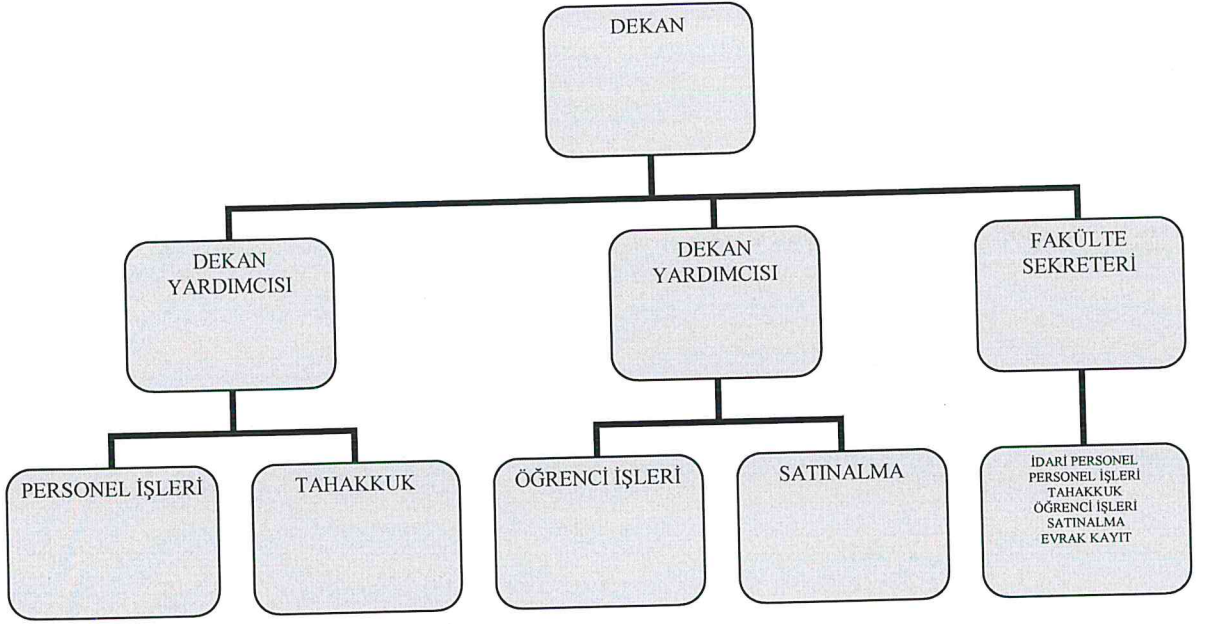 DEKAN
DEKAN
YARDIMCISI
DEKAN
YARDIMCISI
FAKÜLTE
SEKRETERİ
PERSONEL İŞLERİ
TAHAKKUK
ÖĞRENCİ İŞLERİ
SATINALMA
İDARİ PERSONEL
PERSONEL İŞLERİ
TAHAKKUK
ÖĞRENCİ İŞLERİ
SATINALMA
EVRAK KAYIT